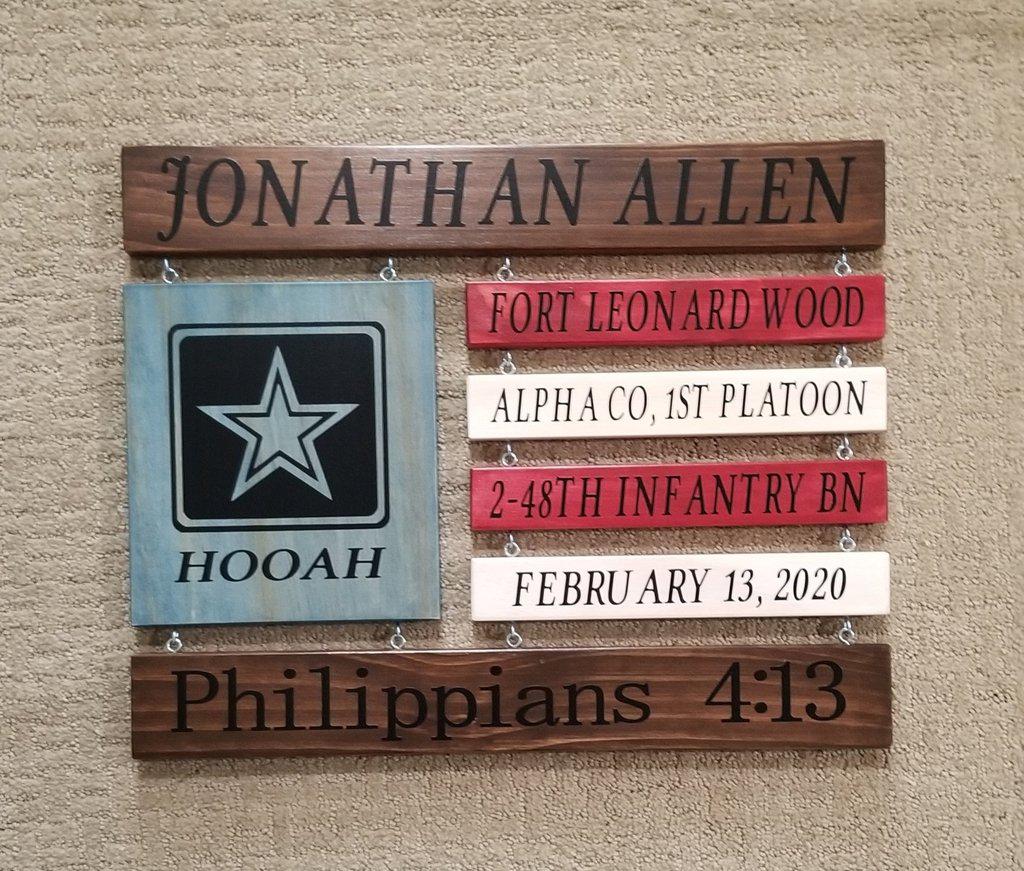 JONATHAN ALLEN
HOOAH
FORT LEONARD WOOD
ALPHA CO, 1ST PLATOON
2-48TH INFANTRY BN
FEBRUARY 13, 2020
Philippians 4:13